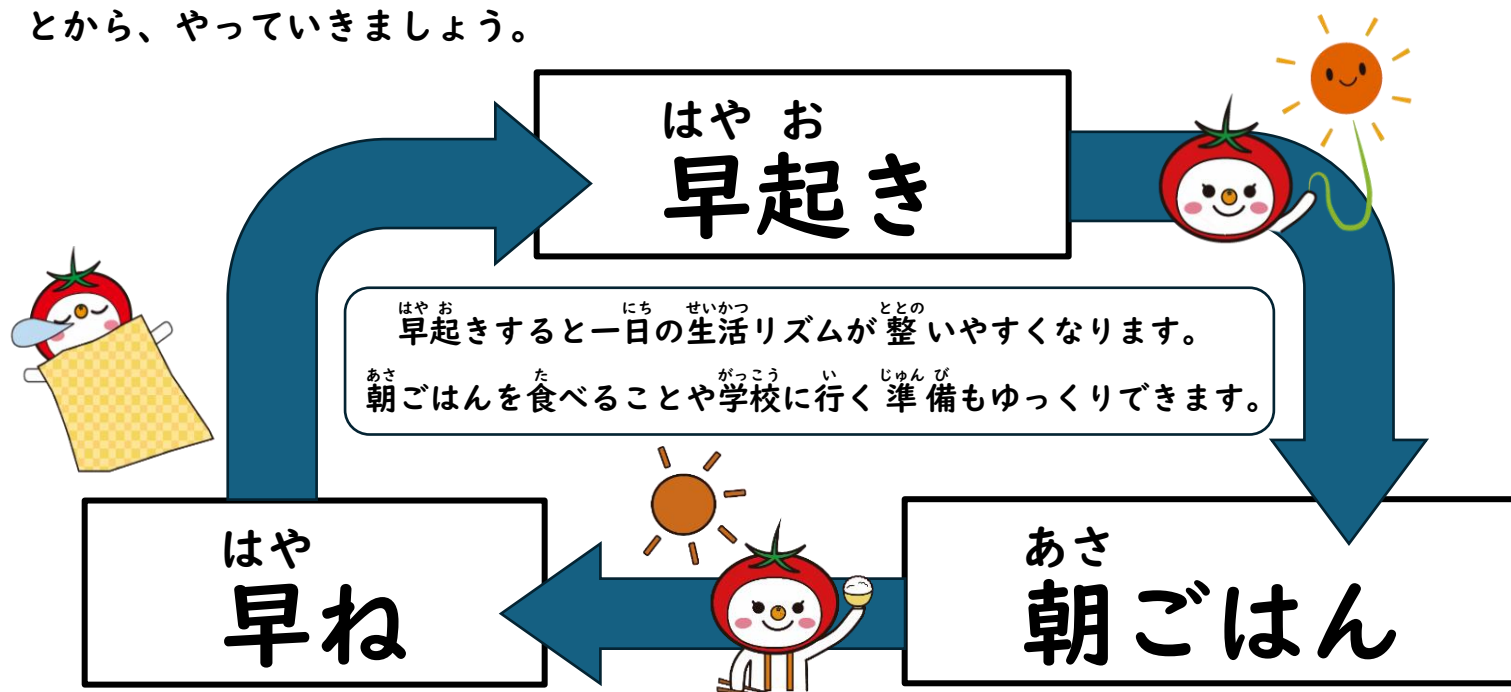 とから、やっていきましょう。
はや お
早起き
はや お にち せいかつ ととの
早起きすると一日の生活リズムが整いやすくなります。
あさ た がっこう い じゅん び
朝ごはんを食べることや学校に行く準備もゆっくりできます。
はや
早ね
あさ
朝ごはん